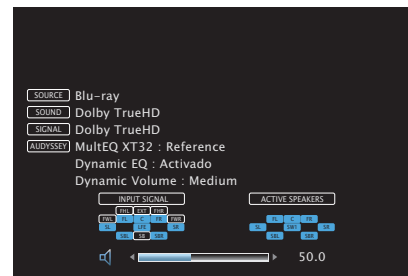 SOURCE Blu-ray
SOUND Dolby TrueHD
SIGNAL Dolby TrueHD
AUDYSSEY MultEQ XT32 : Reference
Dynamic EQ : Activado
Dynamic Volume : Medium
INPUT SIGNAL ACTIVE SPEAKERS
FHL EXT FHR
FWL FL C FR FWR FL C FR
SL LFE SR SL SW1 SR
SBL SB SBR SBL SBR
50.0